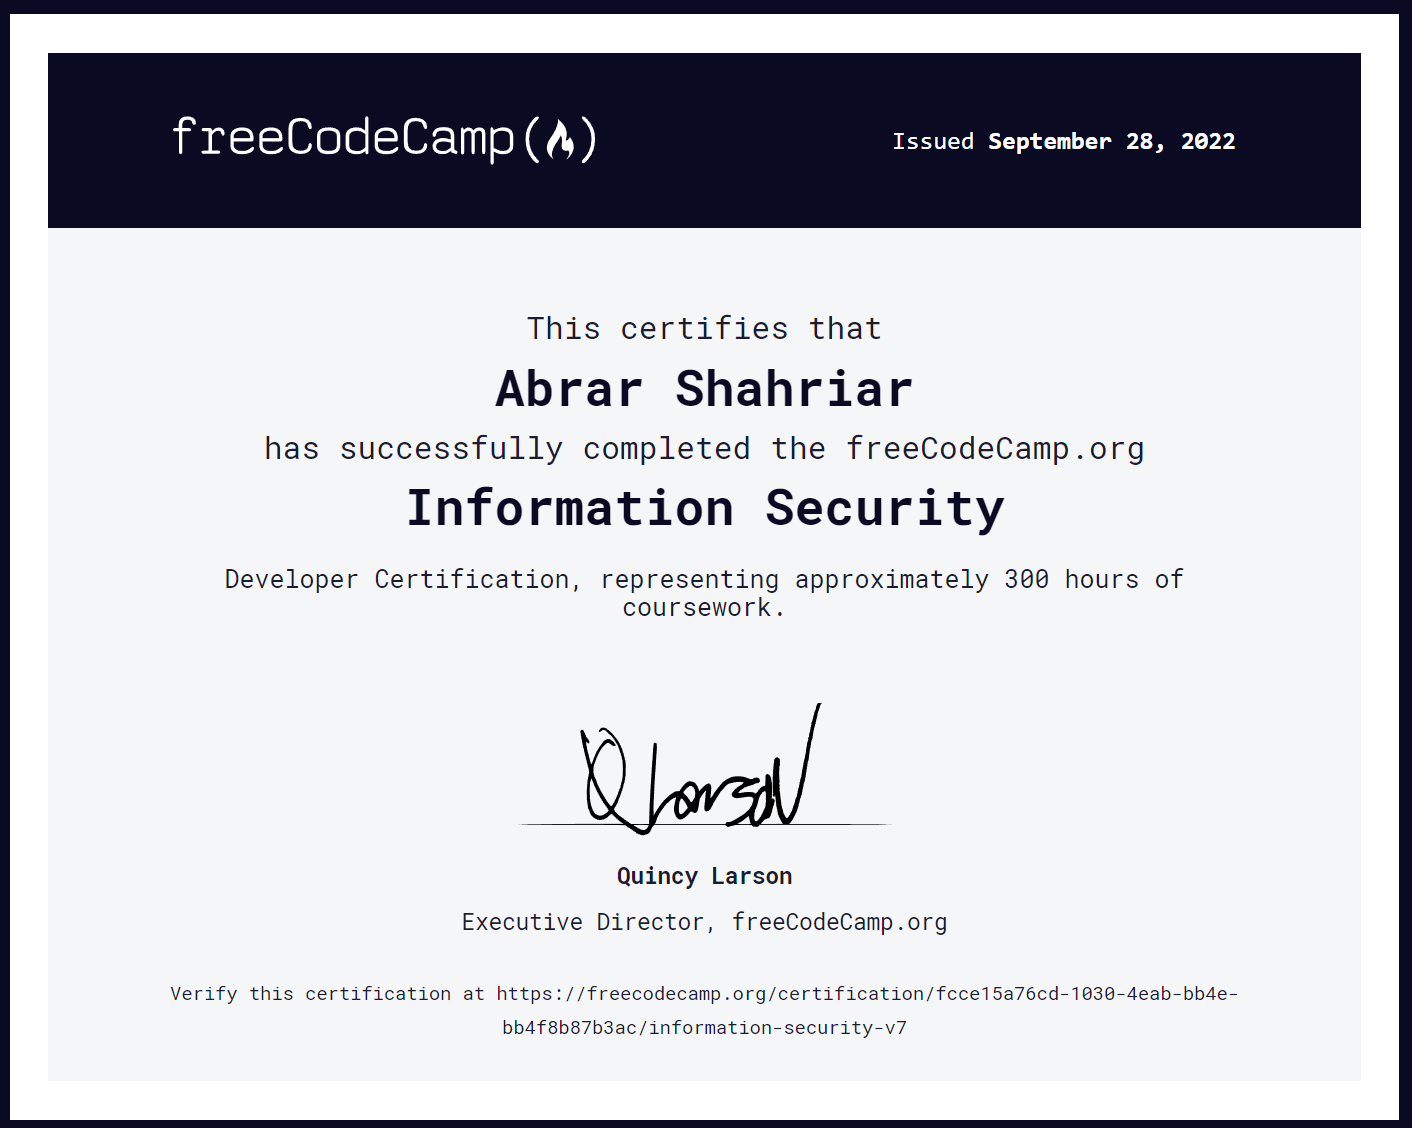 freeCodeCamp(🔥)
Issued September 28, 2022
This certifies that
Abrar Shahriar
has successfully completed the freeCodeCamp.org
Information Security
Developer Certification, representing approximately 300 hours of
coursework.
Q Larson
Quincy Larson
Executive Director, freeCodeCamp.org
Verify this certification at https://freecodecamp.org/certification/fcce15a76cd-1030-4eab-bb4e-
bb4f8b87b3ac/information-security-v7